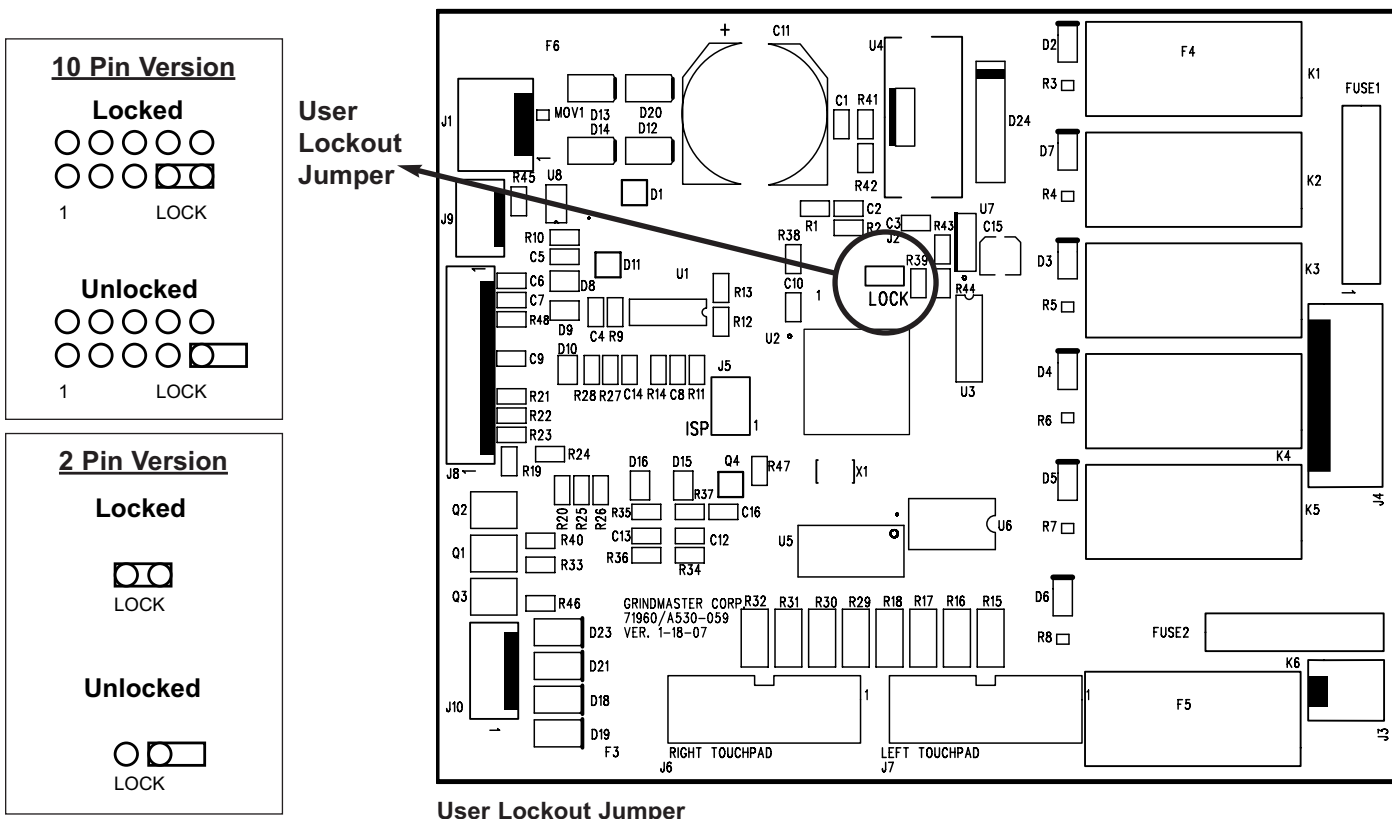 10 Pin Version
Locked
1 LOCK
Unlocked
1 LOCK
2 Pin Version
Locked
LOCK
Unlocked
LOCK
User
Lockout
Jumper
F6
+
C11
U4
D2
F4
K1
R3
FUSE1
J1
MOV1
D13
D20
D14
D12
C1
R41
D24
R42
D7
K2
R4
1
R45
U8
J9
D1
R10
C5
D11
R1
C2
R2
C3
J2
R43
U7
C15
R38
R39
R44
LOCK
1
C10
D3
K3
R5
1
1
C6
C7
R48
D8
D9
C4
R9
U1
R13
R12
U2
U3
C9
D10
R28
R27
C14
R14
C8
R11
J5
ISP
1
D4
R6
K4
J4
R21
R22
R23
R24
R19
J8
1
D16
D15
Q4
R47
X1
D5
K5
R7
Q2
R20
R25
R26
R35
R37
C16
C13
C12
R36
R34
U5
U6
Q1
R40
R33
Q3
R46
GRINDMASTER CORP.
71960/A530-059
VER. 1-18-07
R32
R31
R30
R29
R18
R17
R16
R15
D6
R8
FUSE2
D23
D21
D18
D19
J10
1
F3
1
1
K6
F5
J3
RIGHT TOUCHPAD
J6
LEFT TOUCHPAD
J7
User Lockout Jumper